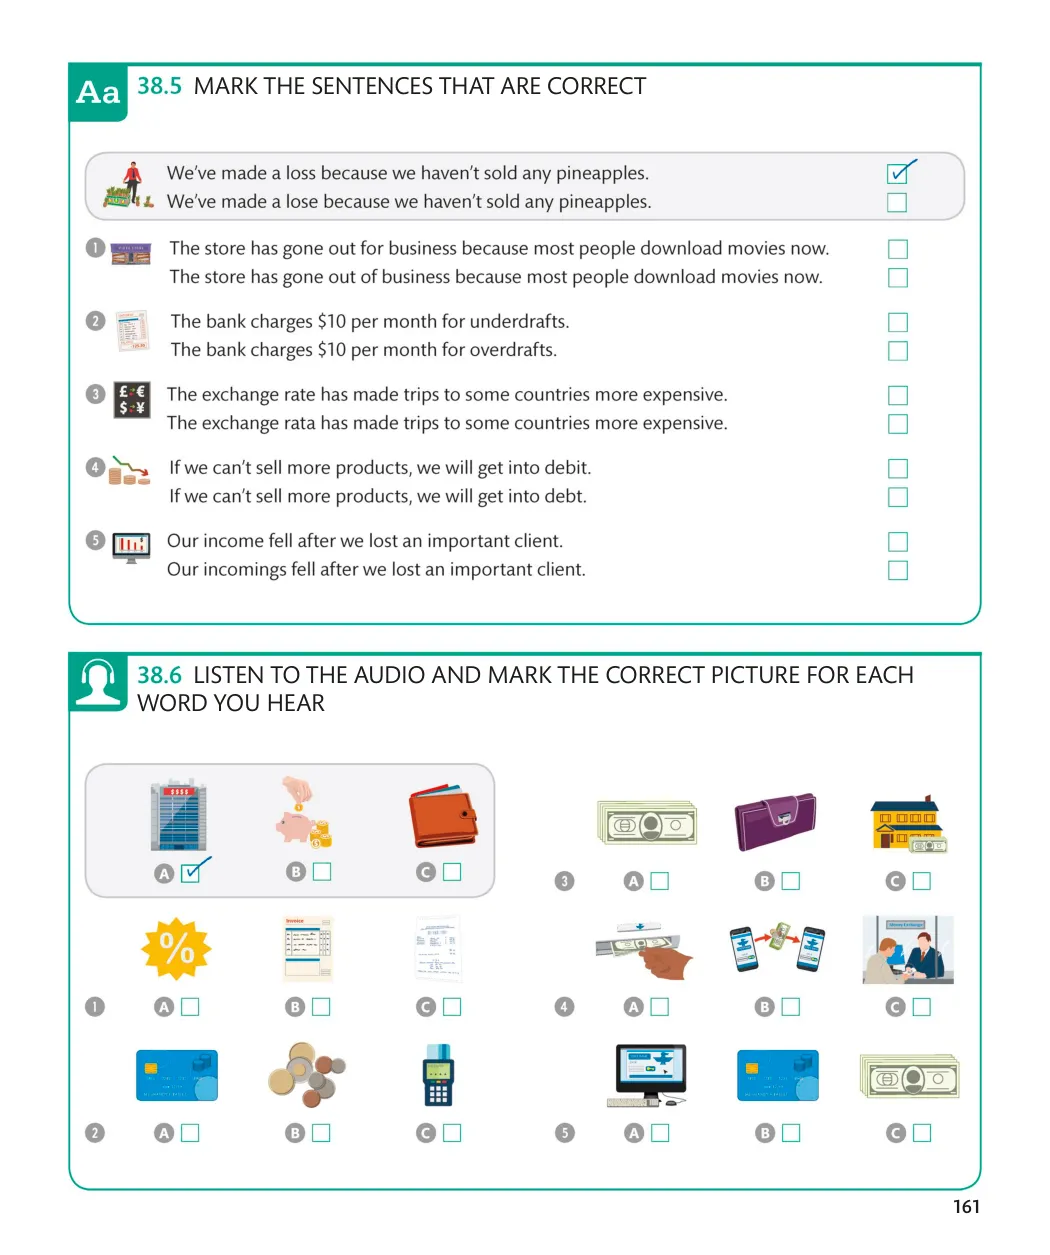 Aa 38.5 MARK THE SENTENCES THAT ARE CORRECT
We've made a loss because we haven't sold any pineapples.
We've made a lose because we haven't sold any pineapples.
1 The store has gone out for business because most people download movies now.
The store has gone out of business because most people download movies now.
2 The bank charges $10 per month for underdrafts.
The bank charges $10 per month for overdrafts.
3 £ € The exchange rate has made trips to some countries more expensive.
$ ¥
The exchange rata has made trips to some countries more expensive.
4 If we can't sell more products, we will get into debit.
If we can't sell more products, we will get into debt.
5 Our income fell after we lost an important client.
Our incomings fell after we lost an important client.
38.6 LISTEN TO THE AUDIO AND MARK THE CORRECT PICTURE FOR EACH
WORD YOU HEAR
$$$$
A B C
3 A B C
% Invoice
1 A B C
Money Exchange
4 A B C
2 A B C
5 A B C
161